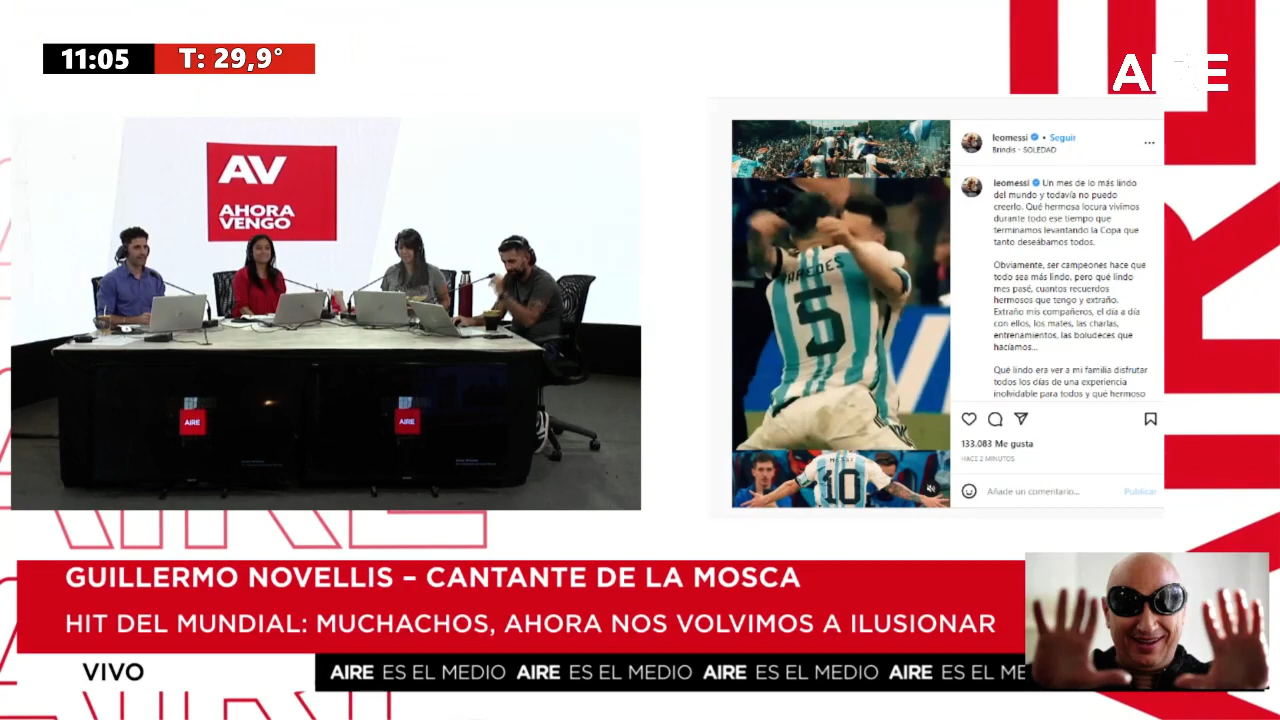 11:05
T: 29,9°
AIRE
AV
AHORA
VENGO
AIRE
AIRE
PAREDES
5
MESSI
10
leomessi • Seguir
Brindis - SOLEDAD
leomessi Un mes de lo más lindo
del mundo y todavía no puedo
creerlo. Qué hermosa locura vivimos
durante todo ese tiempo que
terminamos levantando la Copa que
tanto deseábamos todos.
Obviamente, ser campeones hace que
todo sea más lindo, pero qué lindo
mes pasé, cuantos recuerdos
hermosos que tengo y extraño.
Extraño mis compañeros, el día a día
con ellos, los mates, las charlas,
entrenamientos, las boludeces que
hacíamos...
Qué lindo era ver a mi familia disfrutar
todos los días de una experiencia
inolvidable para todos y qué hermoso
133.083 Me gusta
HACE 2 MINUTOS
Añade un comentario...
Publicar
GUILLERMO NOVELLIS – CANTANTE DE LA MOSCA
HIT DEL MUNDIAL: MUCHACHOS, AHORA NOS VOLVIMOS A ILUSIONAR
VIVO
AIRE ES EL MEDIO AIRE ES EL MEDIO AIRE ES EL MEDIO AIRE ES EL ME